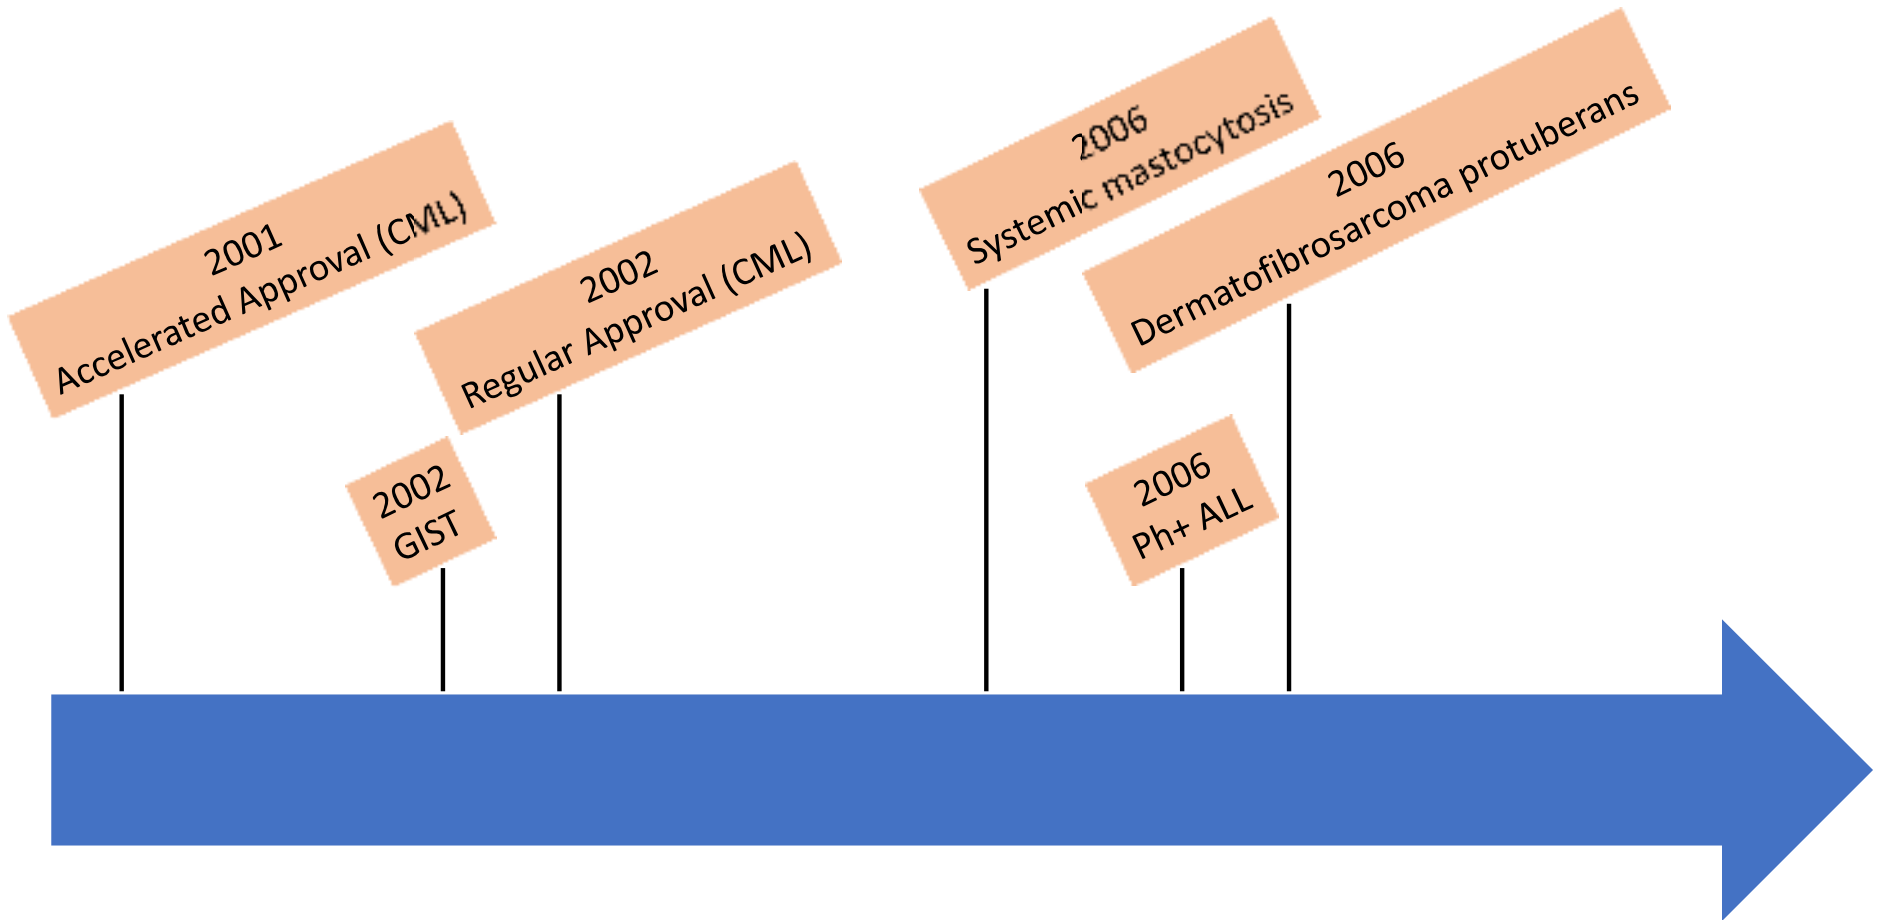 2001
Accelerated Approval (CML)
2002
GIST
2002
Regular Approval (CML)
2006
Systemic mastocytosis
2006
Ph+ ALL
2006
Dermatofibrosarcoma protuberans